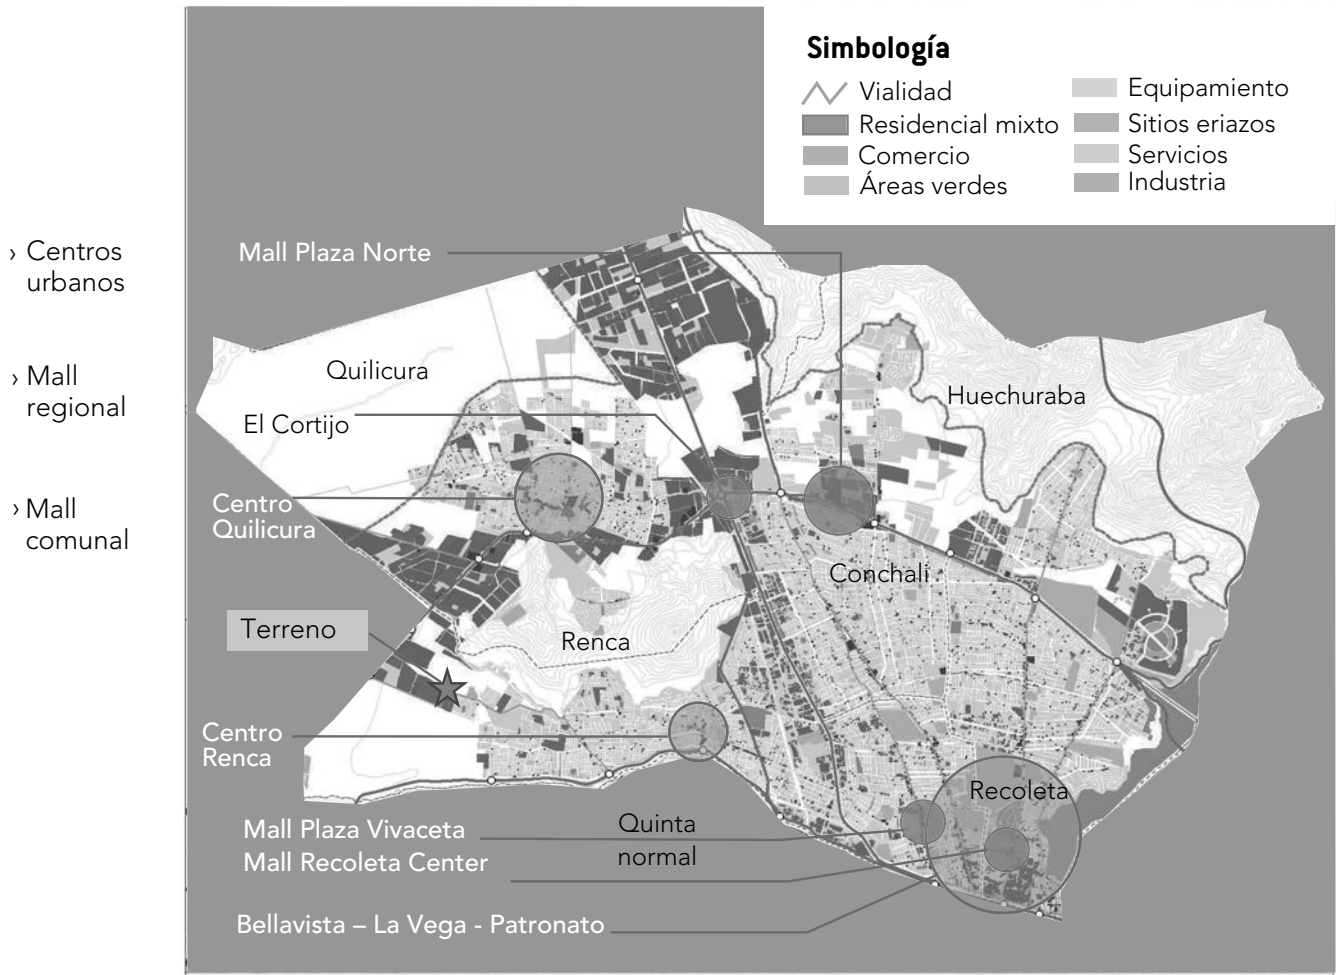 Simbología
Vialidad
Residencial mixto
Comercio
Áreas verdes
Equipamiento
Sitios eriazos
Servicios
Industria
› Centros
urbanos
› Mall
regional
› Mall
comunal
Mall Plaza Norte
Quilicura
Huechuraba
El Cortijo
Centro
Quilicura
Conchali
Terreno
Renca
Centro
Renca
Recoleta
Mall Plaza Vivaceta
Mall Recoleta Center
Quinta
normal
Bellavista – La Vega - Patronato